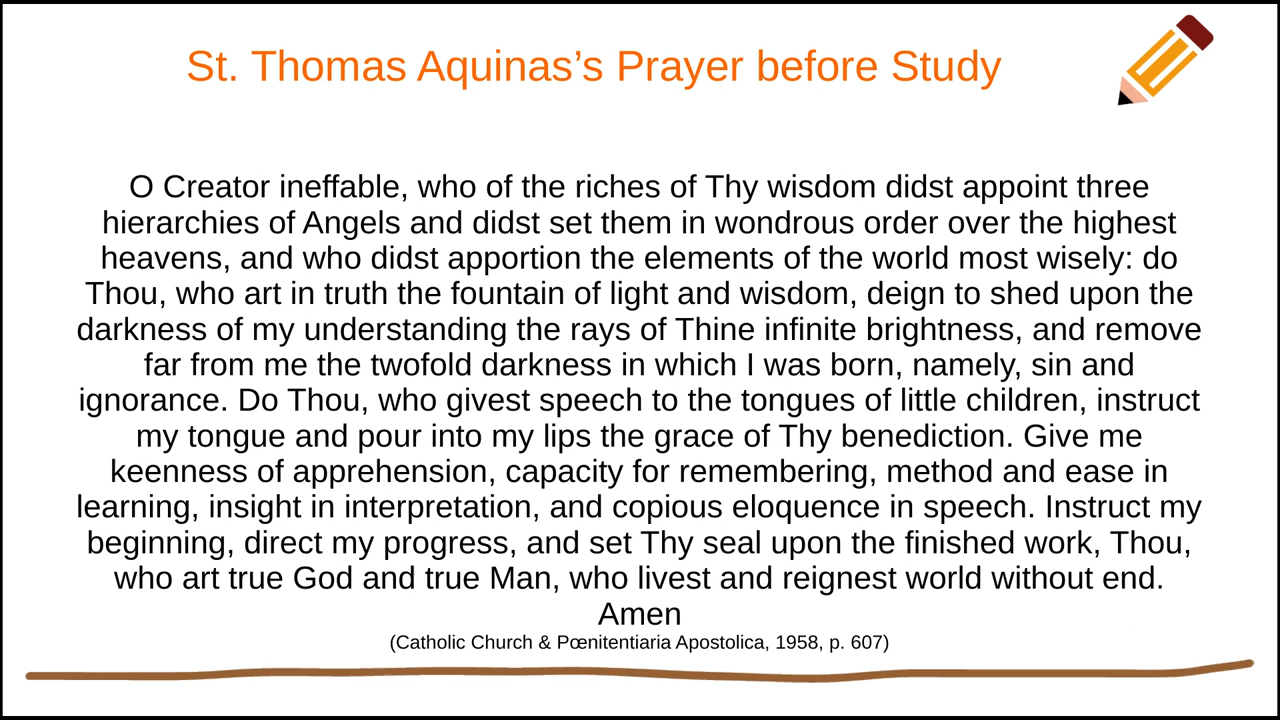 St. Thomas Aquinas’s Prayer before Study
O Creator ineffable, who of the riches of Thy wisdom didst appoint three
hierarchies of Angels and didst set them in wondrous order over the highest
heavens, and who didst apportion the elements of the world most wisely: do
Thou, who art in truth the fountain of light and wisdom, deign to shed upon the
darkness of my understanding the rays of Thine infinite brightness, and remove
far from me the twofold darkness in which I was born, namely, sin and
ignorance. Do Thou, who givest speech to the tongues of little children, instruct
my tongue and pour into my lips the grace of Thy benediction. Give me
keenness of apprehension, capacity for remembering, method and ease in
learning, insight in interpretation, and copious eloquence in speech. Instruct my
beginning, direct my progress, and set Thy seal upon the finished work, Thou,
who art true God and true Man, who livest and reignest world without end.
Amen
(Catholic Church & Pœnitentiaria Apostolica, 1958, p. 607)